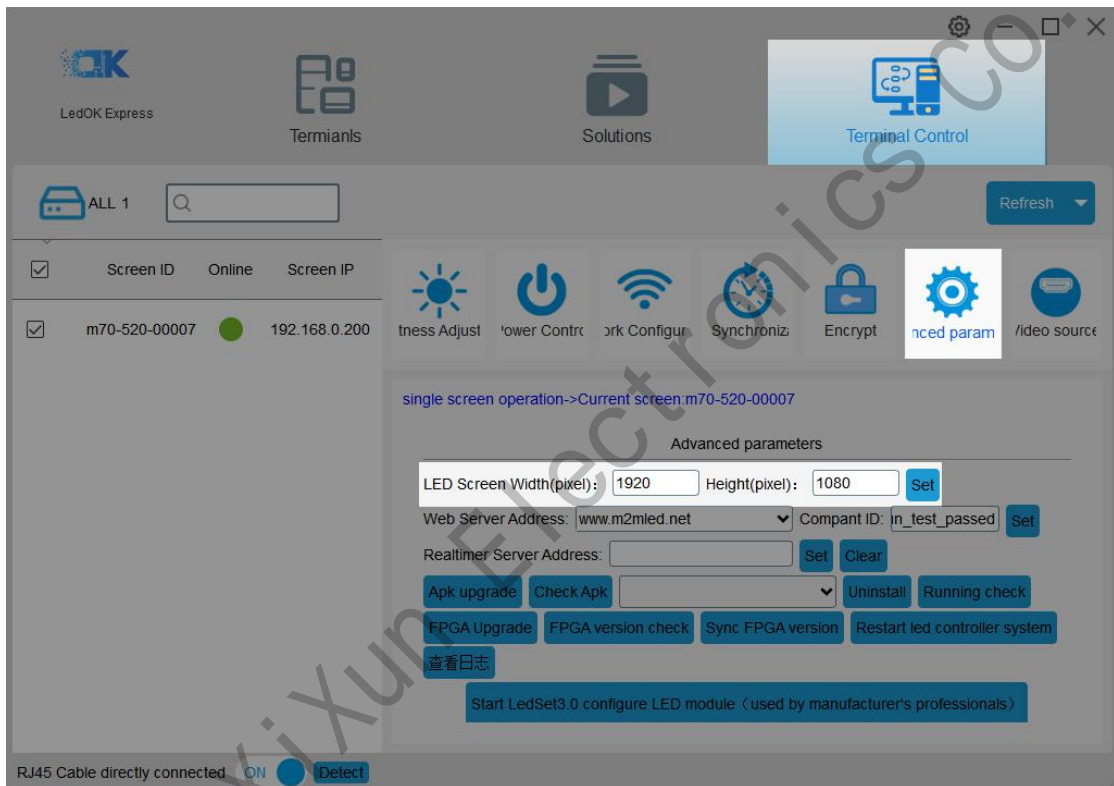 LedOK Express
Termianls
Solutions
Terminal Control
ALL 1
Refresh
Screen ID Online Screen IP
m70-520-00007 192.168.0.200
tness Adjust
ower Contro
ork Configur
Synchroniz
Encrypt
nced param
Video source
single screen operation->Current screen:m70-520-00007
Advanced parameters
LED Screen Width(pixel): 1920 Height(pixel): 1080 Set
Web Server Address: www.m2mled.net Compant ID: n_test_passed Set
Realtimer Server Address: Set Clear
Apk upgrade Check Apk Uninstall Running check
FPGA Upgrade FPGA version check Sync FPGA version Restart led controller system
查看日志
Start LedSet3.0 configure LED module（used by manufacturer's professionals）
RJ45 Cable directly connected ON Detect
XiXun Electronics Co.